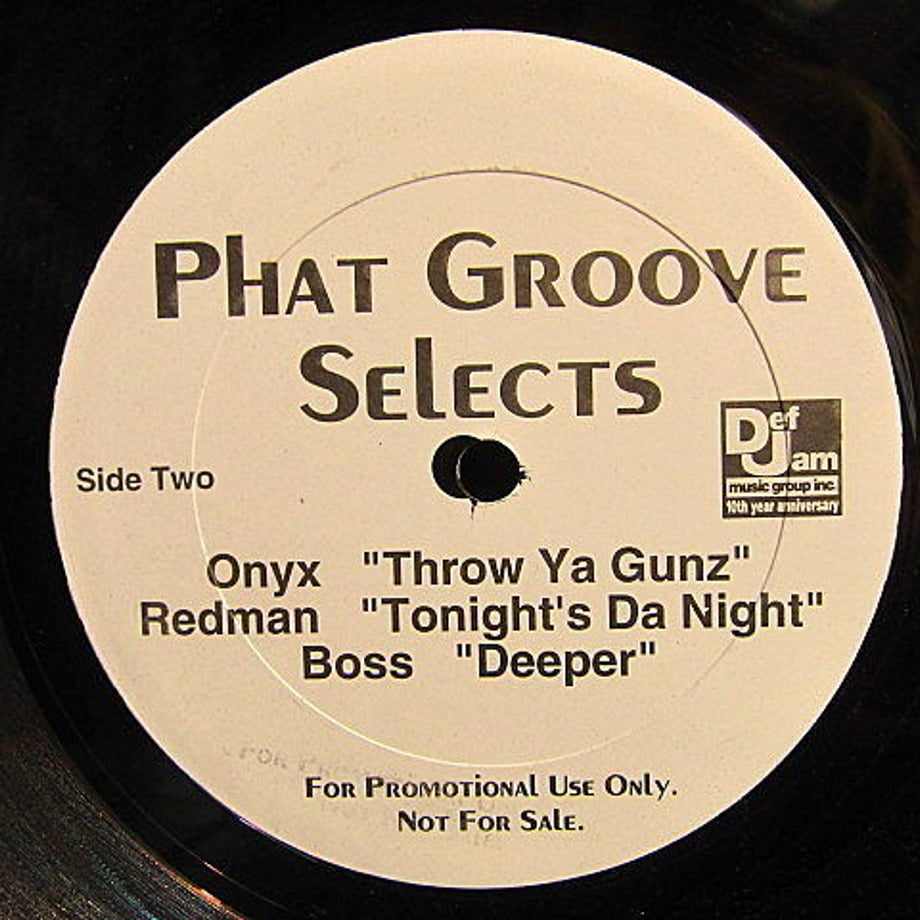 Phat Groove
Selects
Side Two
Def
Jam
music group inc.
10th year anniversary
Onyx "Throw Ya Gunz"
Redman "Tonight's Da Night"
Boss "Deeper"
For Promotional Use Only.
Not For Sale.